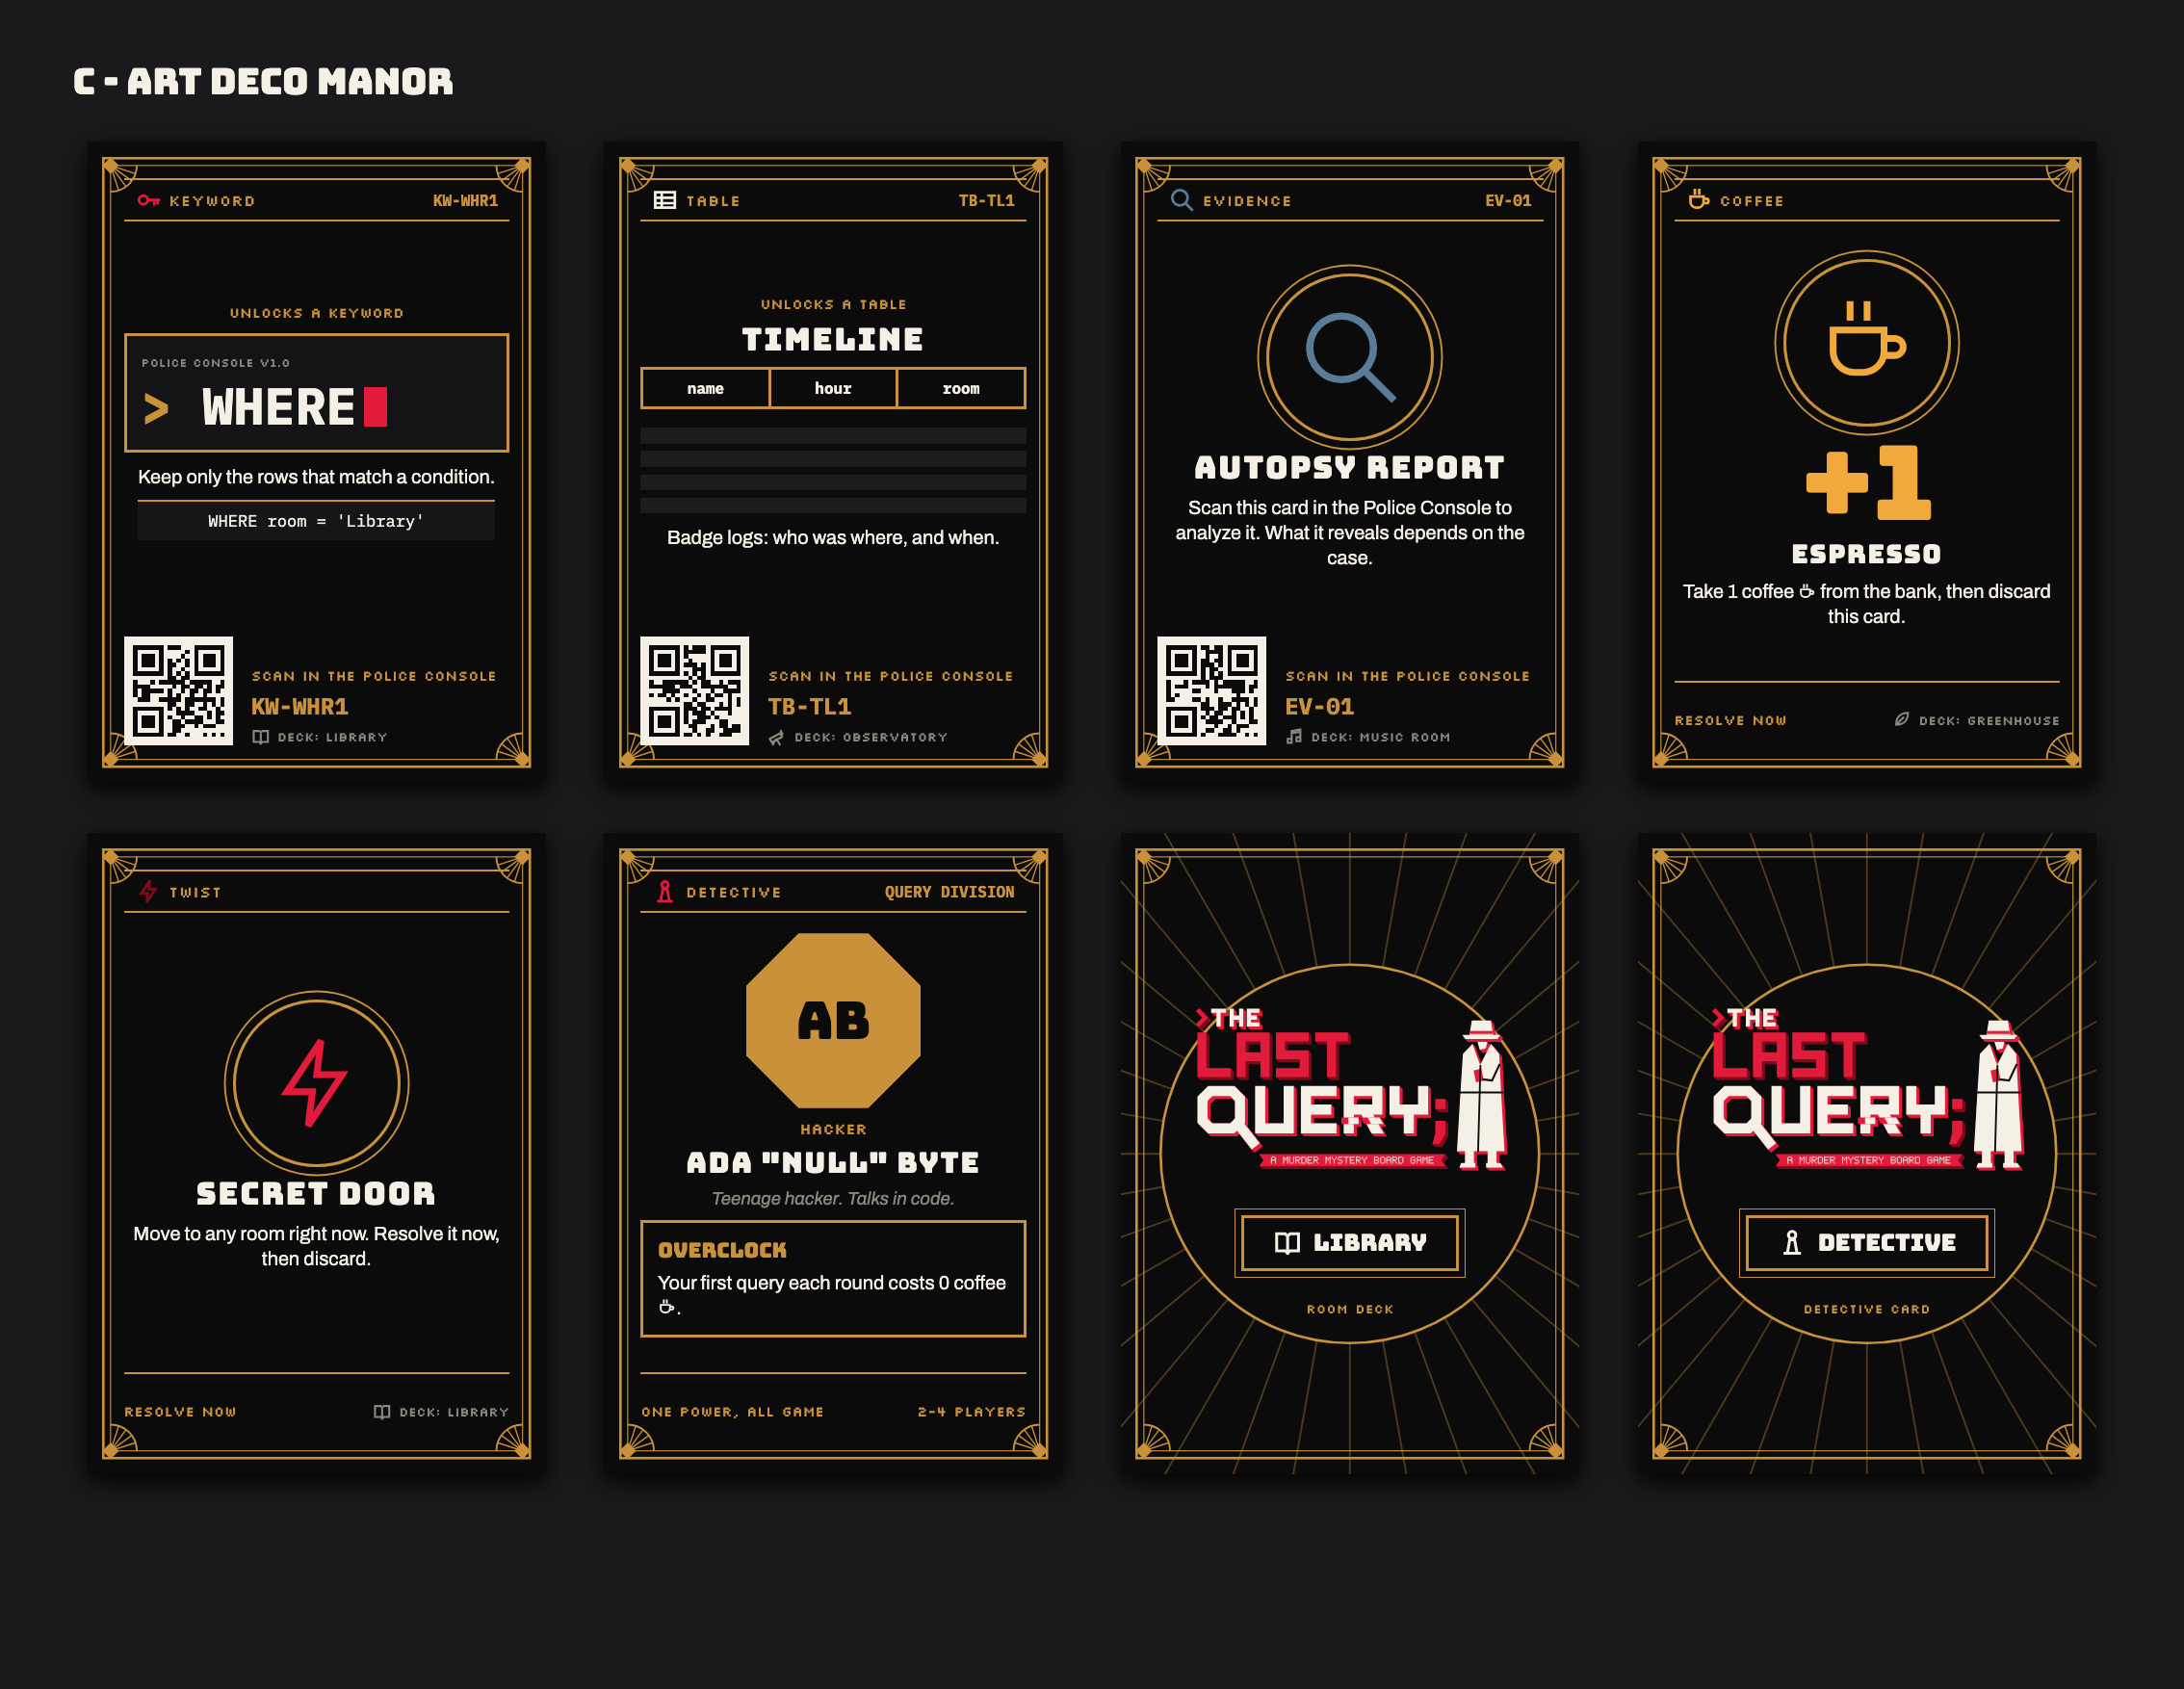 C - ART DECO MANOR
KEYWORD KW-WHR1
UNLOCKS A KEYWORD
POLICE CONSOLE V1.0
> WHERE
Keep only the rows that match a condition.
WHERE room = 'Library'
SCAN IN THE POLICE CONSOLE
KW-WHR1
DECK: LIBRARY
TABLE TB-TL1
UNLOCKS A TABLE
TIMELINE
name hour room
Badge logs: who was where, and when.
SCAN IN THE POLICE CONSOLE
TB-TL1
DECK: OBSERVATORY
EVIDENCE EV-01
AUTOPSY REPORT
Scan this card in the Police Console to
analyze it. What it reveals depends on the
case.
SCAN IN THE POLICE CONSOLE
EV-01
DECK: MUSIC ROOM
COFFEE
+1
ESPRESSO
Take 1 coffee from the bank, then discard
this card.
RESOLVE NOW DECK: GREENHOUSE
TWIST
SECRET DOOR
Move to any room right now. Resolve it now,
then discard.
RESOLVE NOW DECK: LIBRARY
DETECTIVE QUERY DIVISION
AB
HACKER
ADA "NULL" BYTE
Teenage hacker. Talks in code.
OVERCLOCK
Your first query each round costs 0 coffee
.
ONE POWER, ALL GAME 2-4 PLAYERS
>THE
LAST
QUERY;
A MURDER MYSTERY BOARD GAME
LIBRARY
ROOM DECK
>THE
LAST
QUERY;
A MURDER MYSTERY BOARD GAME
DETECTIVE
DETECTIVE CARD